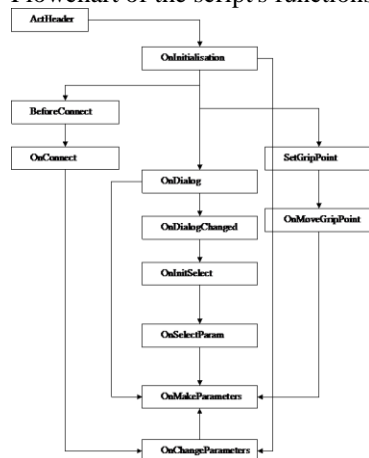 Flowchart of the script's functions
ActHeader
OnInitialisation
BeforeConnect
OnConnect
SetGripPoint
OnDialog
OnMoveGripPoint
OnDialogChanged
OnInitSelect
OnSelectParam
OnMakeParameters
OnChangeParameters